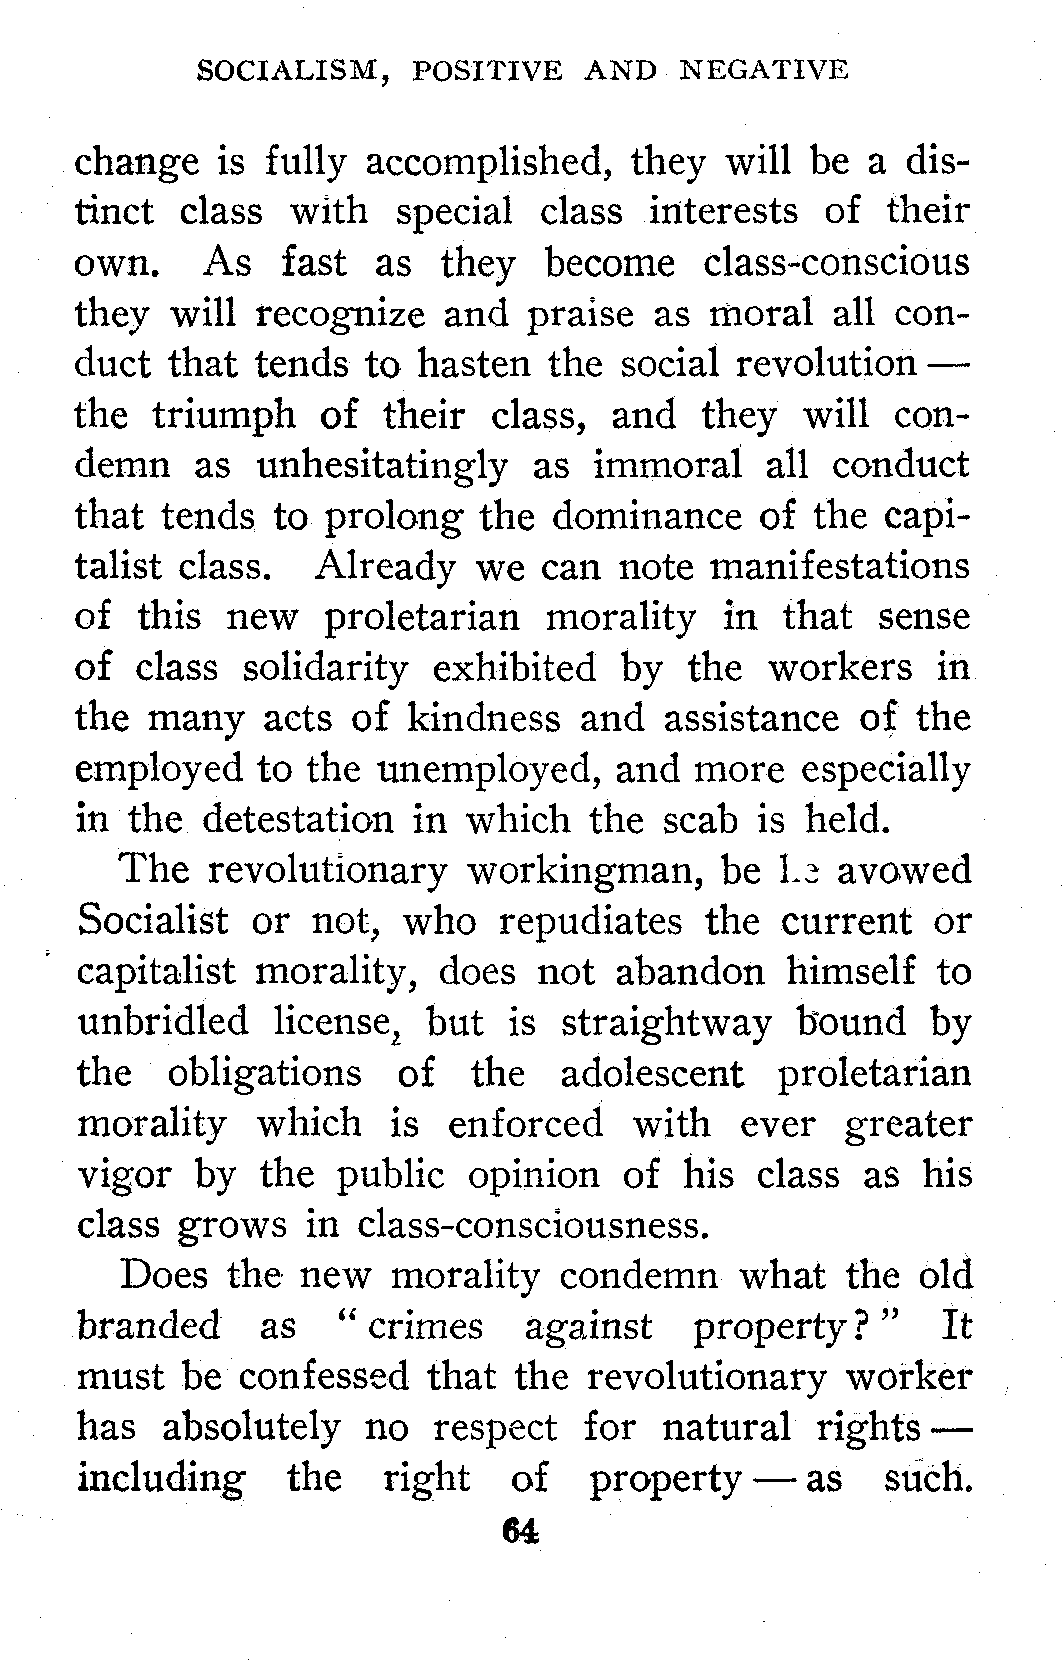 SOCIALISM, POSITIVE AND NEGATIVE
change is fully accomplished, they will be a dis-
tinct class with special class interests of their
own. As fast as they become class-conscious
they will recognize and praise as moral all con-
duct that tends to hasten the social revolution —
the triumph of their class, and they will con-
demn as unhesitatingly as immoral all conduct
that tends to prolong the dominance of the capi-
talist class. Already we can note manifestations
of this new proletarian morality in that sense
of class solidarity exhibited by the workers in
the many acts of kindness and assistance of the
employed to the unemployed, and more especially
in the detestation in which the scab is held.
The revolutionary workingman, be he avowed
Socialist or not, who repudiates the current or
capitalist morality, does not abandon himself to
unbridled license, but is straightway bound by
the obligations of the adolescent proletarian
morality which is enforced with ever greater
vigor by the public opinion of his class as his
class grows in class-consciousness.
Does the new morality condemn what the old
branded as “ crimes against property? ” It
must be confessed that the revolutionary worker
has absolutely no respect for natural rights —
including the right of property — as such.
64